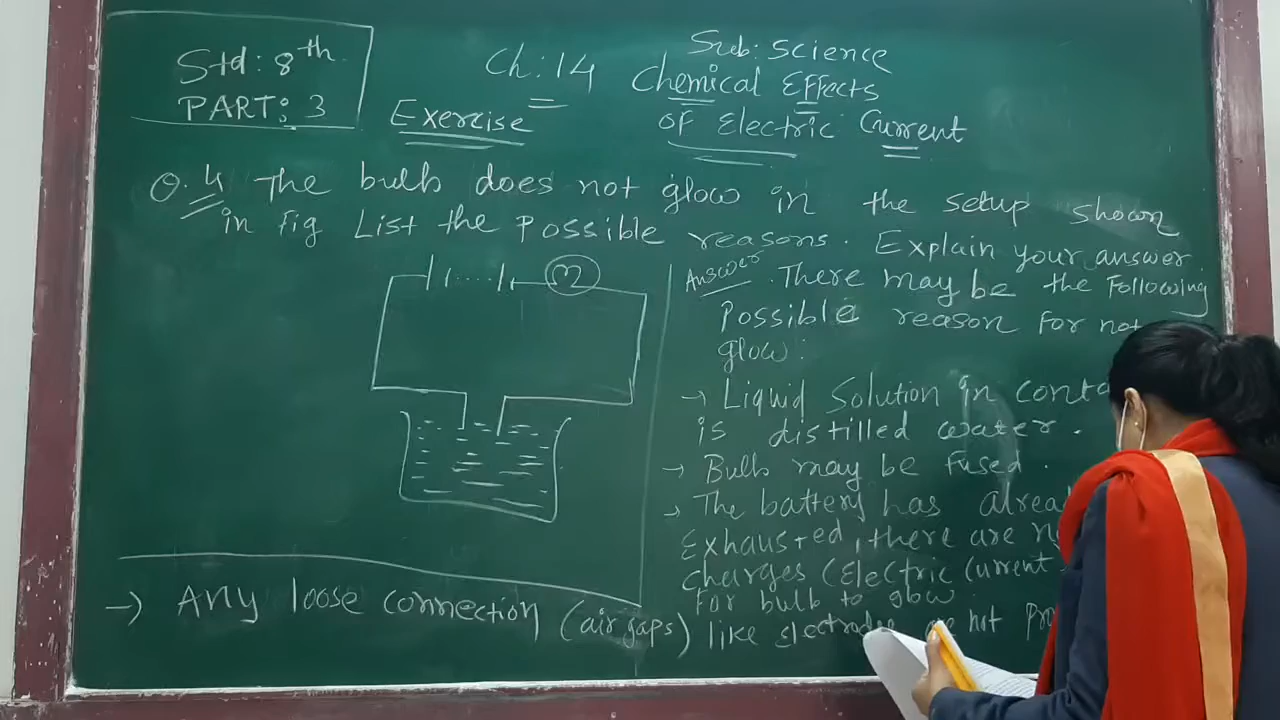 Std: 8th
PART: 3
Sub: Science
Ch: 14 Chemical Effects
Exercise of Electric Current
Q. 4 The bulb does not glow in the setup shown
in fig List the Possible reasons. Explain your answer
Answer There may be the Following
Possible reason for not
glow:
→ Liquid Solution in
is distilled water.
→ Bulb may be fused.
→ The battery has
Exhausted, there are
charges (Electric Current
For bulb to glow.
→ Any loose connection (air gaps) like electrodes not